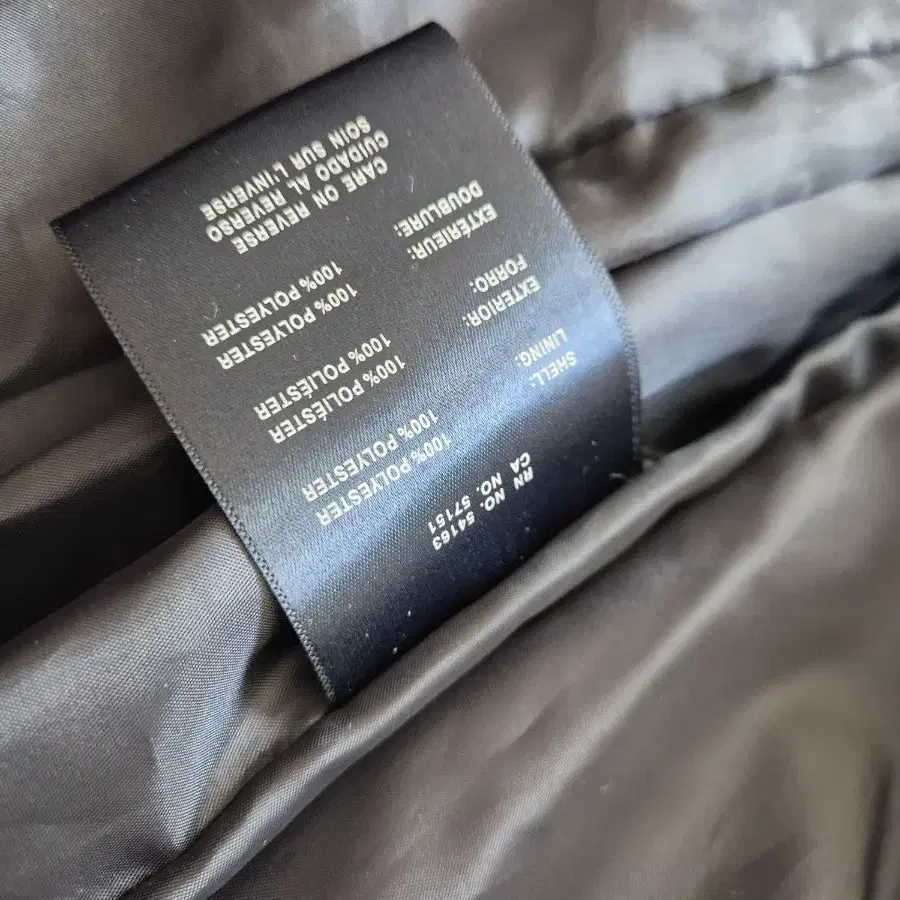 RN NO. 54163
CA NO. 57151
SHELL: 100% POLYESTER
LINING: 100% POLYESTER
EXTERIOR: 100% POLIÉSTER
FORRO: 100% POLIÉSTER
EXTÉRIEUR: 100% POLYESTER
DOUBLURE: 100% POLYESTER
CARE ON REVERSE
CUIDADO AL REVERSO
SOIN SUR L'INVERSE